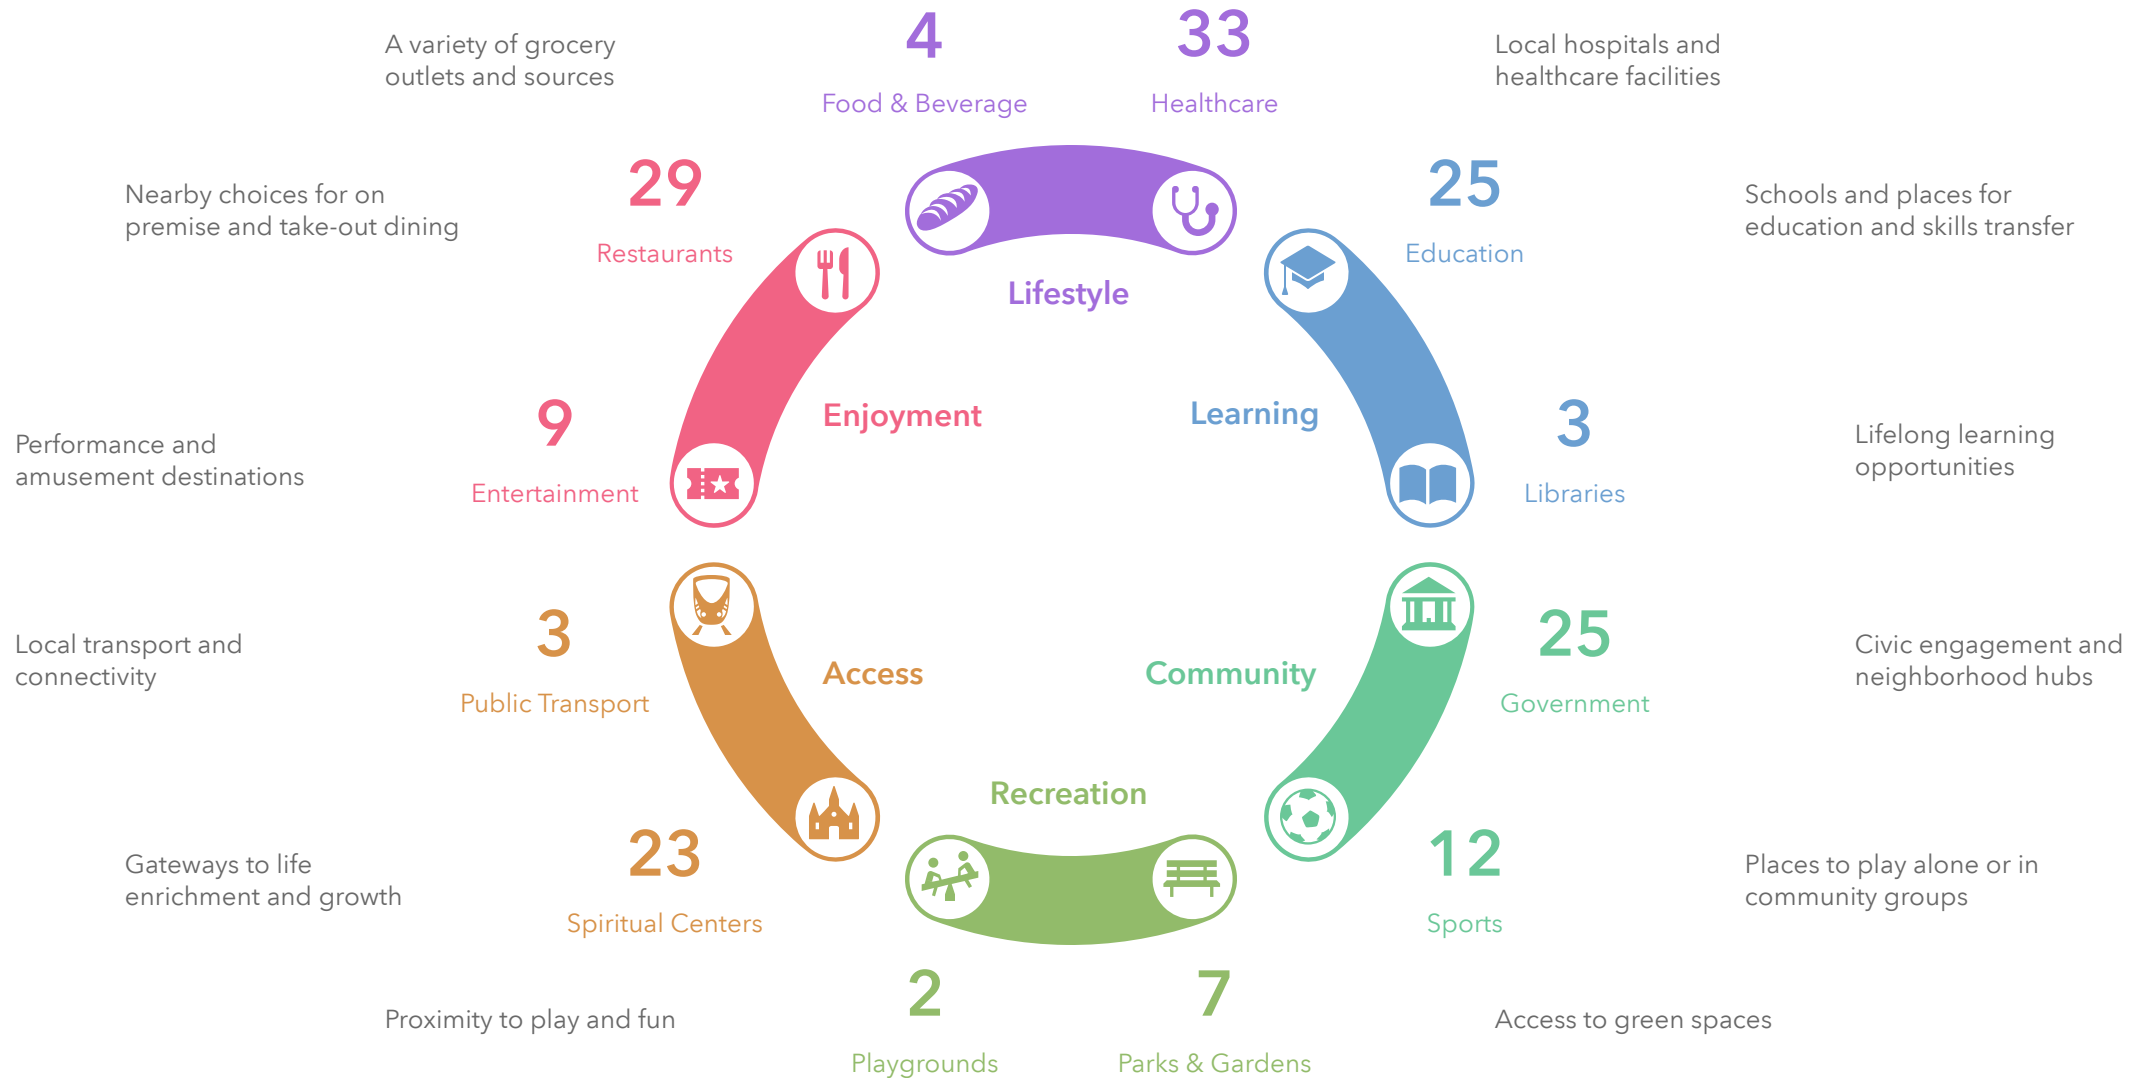 A variety of grocery
outlets and sources
4
Food & Beverage
33
Healthcare
Local hospitals and
healthcare facilities
Nearby choices for on
premise and take-out dining
29
Restaurants
25
Education
Schools and places for
education and skills transfer
Lifestyle
Performance and
amusement destinations
9
Entertainment
Enjoyment
Learning
3
Libraries
Lifelong learning
opportunities
Local transport and
connectivity
3
Public Transport
Access
Community
25
Government
Civic engagement and
neighborhood hubs
Recreation
Gateways to life
enrichment and growth
23
Spiritual Centers
12
Sports
Places to play alone or in
community groups
Proximity to play and fun
2
Playgrounds
7
Parks & Gardens
Access to green spaces